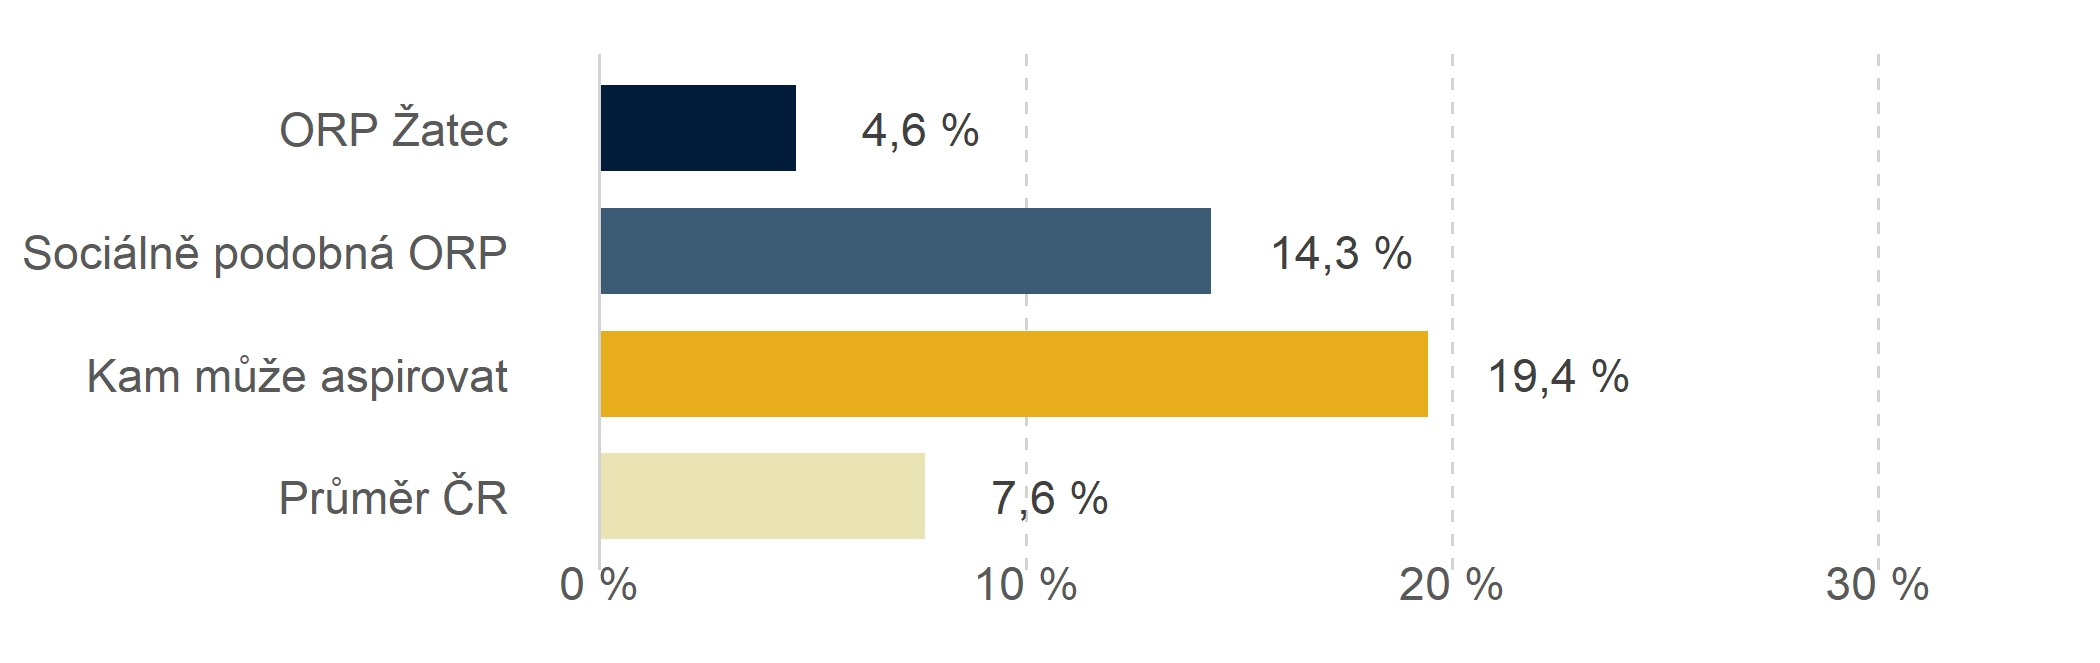 ORP Žatec 4,6 %
Sociálně podobná ORP 14,3 %
Kam může aspirovat 19,4 %
Průměr ČR 7,6 %
0 % 10 % 20 % 30 %